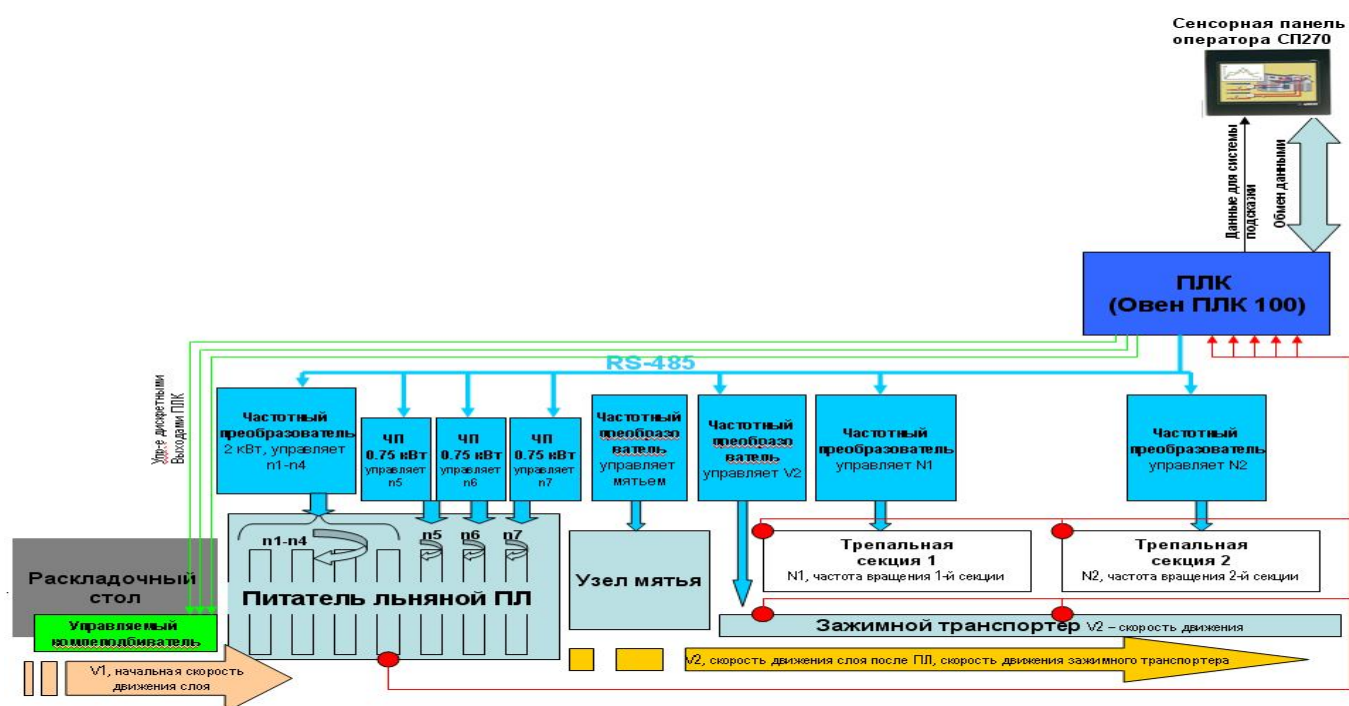 Сенсорная панель
оператора СП270
Данные для системы
подсказки
Обмен данными
ПЛК
(Овен ПЛК 100)
RS-485
Выходами ПЛК
Частотный
преобразователь
2 кВт, управляет
n1-n4
ЧП
0.75 кВт
управляет
n5
ЧП
0.75 кВт
управляет
n6
ЧП
0.75 кВт
управляет
n7
Частотный
преобразо
ватель
управляет
мятьем
Частотный
преобразо
ватель
управляет V2
Частотный
преобразователь
управляет N1
Частотный
преобразователь
управляет N2
n1-n4
n5
n6
n7
Раскладочный
стол
Управляемый
комлеподбиватель
Питатель льняной ПЛ
Узел мятья
Трепальная
секция 1
N1, частота вращения 1-й секции
Трепальная
секция 2
N2, частота вращения 2-й секции
Зажимной транспортер V2 – скорость движения
V1, начальная скорость
движения слоя
V2, скорость движения слоя после ПЛ, скорость движения зажимного транспортера